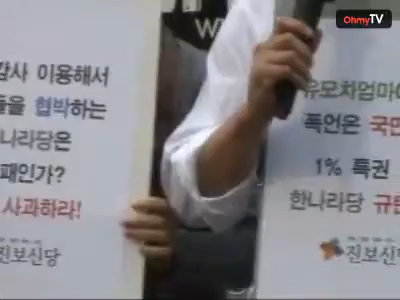 OhmyTV
W
감사 이용해서
들을 협박하는
나라당은
패인가?
사과하라!
진보신당
유모차엄마
폭언은 국민
1% 특권
한나라당 규탄
진보신당